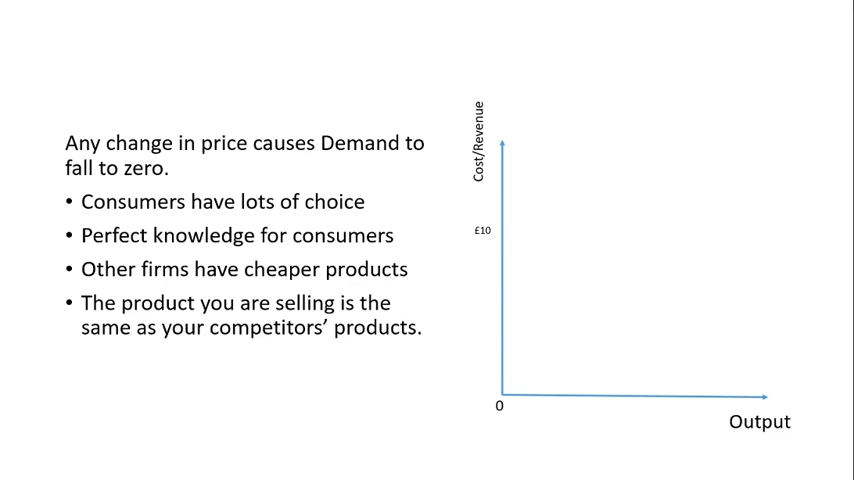 Any change in price causes Demand to
fall to zero.
• Consumers have lots of choice
• Perfect knowledge for consumers
• Other firms have cheaper products
• The product you are selling is the
same as your competitors’ products.
Cost/Revenue
£10
0
Output